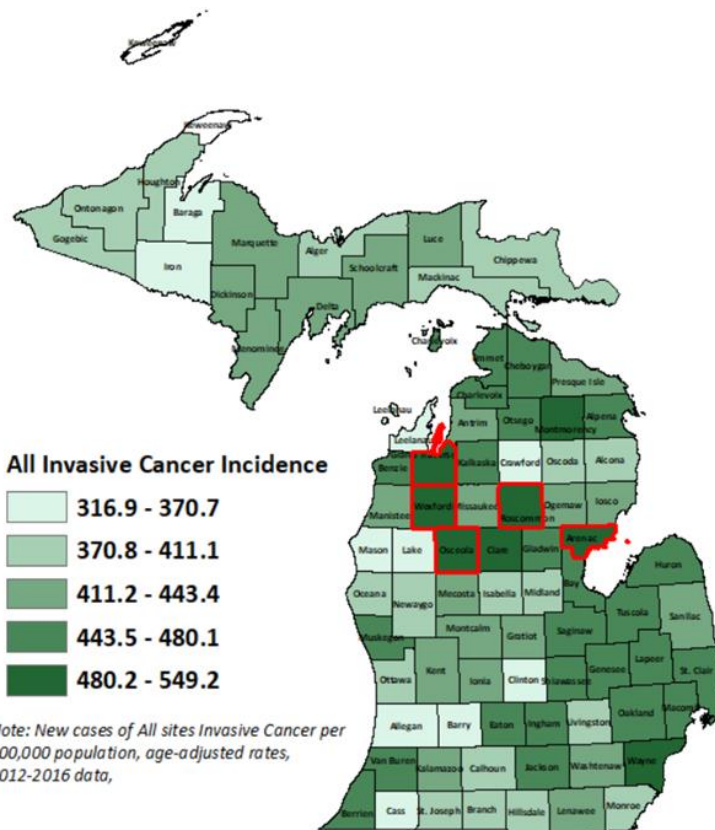 Keweenaw
Keweenaw
Houghton
Ontonagon
Baraga
Gogebic
Marquette
Luce
Alger
Chippewa
Iron
Schoolcraft
Mackinac
Dickinson
Delta
Menominee
Charlevoix
Emmet
Cheboygan
Presque Isle
Charlevoix
Leelanau
Antrim
Otsego
Alpena
Montmorency
Leelanau
Benzie
Kalkaska
Crawford
Oscoda
Alcona
All Invasive Cancer Incidence
316.9 - 370.7
370.8 - 411.1
411.2 - 443.4
443.5 - 480.1
480.2 - 549.2
Manistee
Wexford
Missaukee
Roscommon
Ogemaw
Iosco
Mason
Lake
Osceola
Clare
Gladwin
Arenac
Huron
Oceana
Newaygo
Mecosta
Isabella
Midland
Bay
Tuscola
Sanilac
Muskegon
Montcalm
Gratiot
Saginaw
Ottawa
Kent
Ionia
Clinton
Shiawassee
Genesee
Lapeer
St. Clair
Allegan
Barry
Eaton
Ingham
Livingston
Oakland
Macomb
Van Buren
Kalamazoo
Calhoun
Jackson
Washtenaw
Wayne
Berrien
Cass
St. Joseph
Branch
Hillsdale
Lenawee
Monroe
ote: New cases of All sites Invasive Cancer per
00,000 population, age-adjusted rates,
012-2016 data,